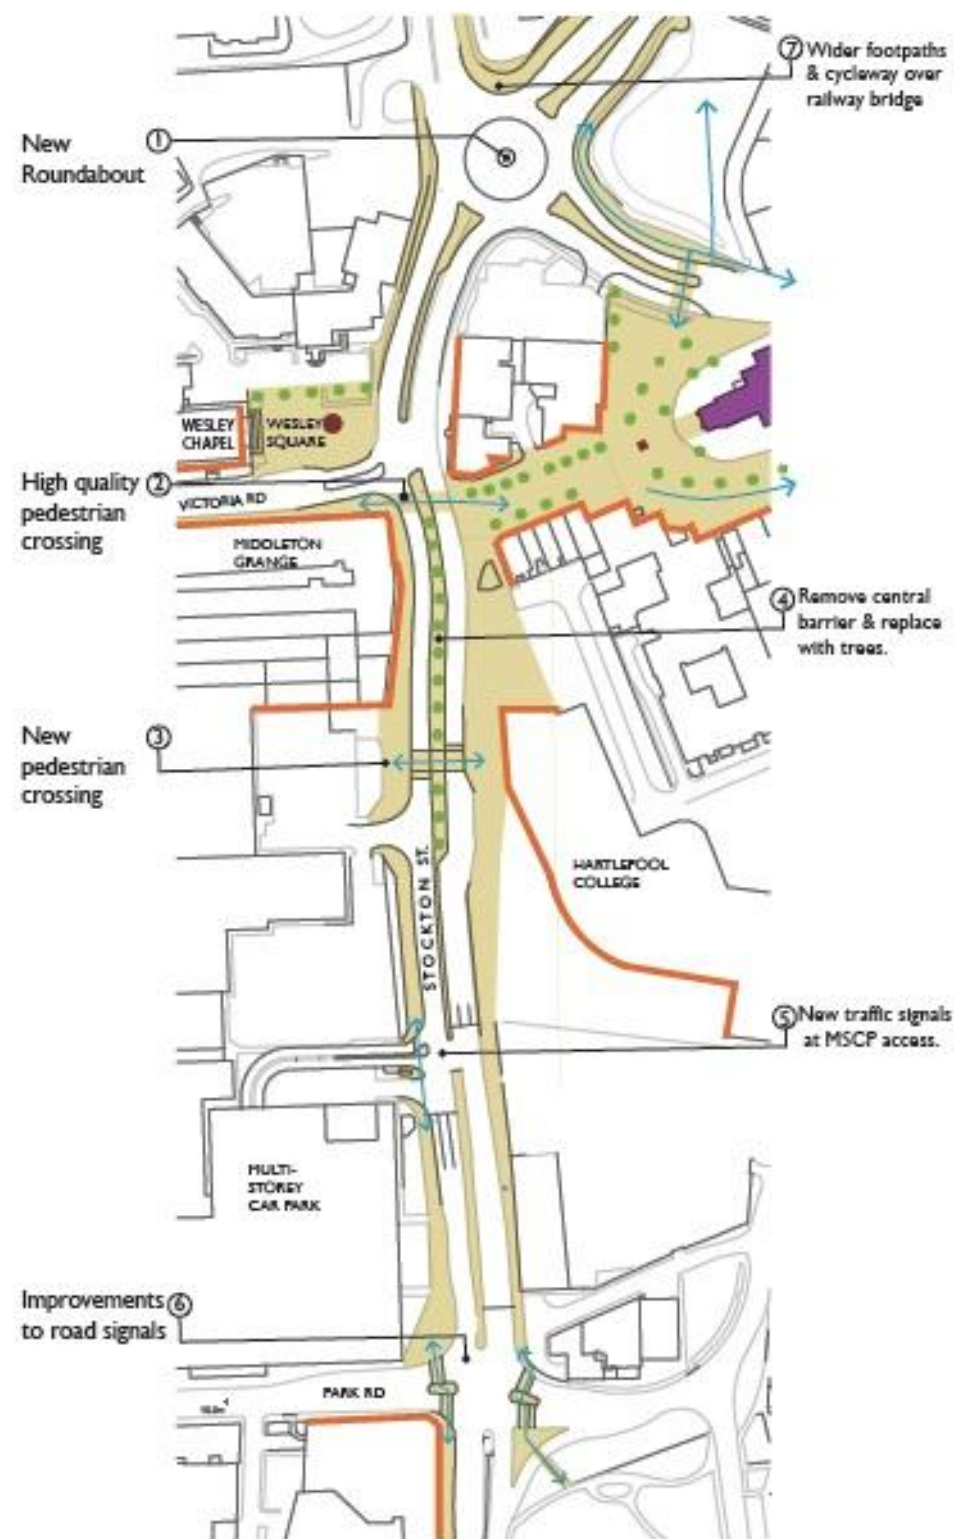 ⑦ Wider footpaths
& cycleway over
railway bridge
New ①
Roundabout
WESLEY
CHAPEL
WESLEY
SQUARE
High quality ②
pedestrian
crossing
VICTORIA RD
MIDDLETON
GRANGE
④ Remove central
barrier & replace
with trees.
New ③
pedestrian
crossing
HARTLEPOOL
COLLEGE
STOCKTON ST.
⑤ New traffic signals
at MSCP access.
MULTI-
STOREY
CAR PARK
Improvements ⑥
to road signals
PARK RD